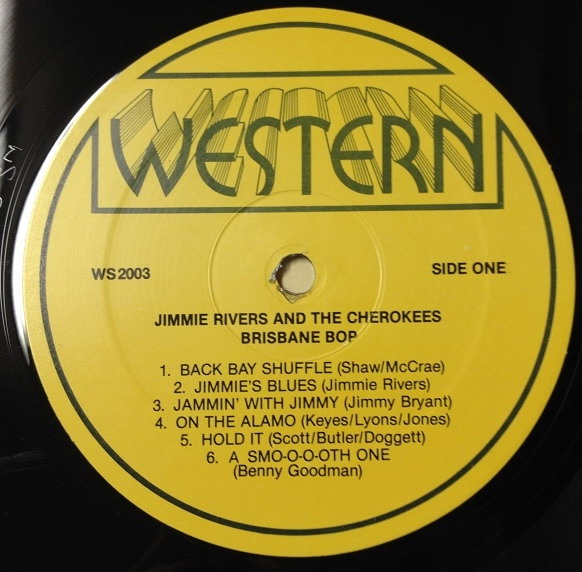 WESTERN
WS2003
SIDE ONE
JIMMIE RIVERS AND THE CHEROKEES
BRISBANE BOP
1. BACK BAY SHUFFLE (Shaw/McCrae)
2. JIMMIE'S BLUES (Jimmie Rivers)
3. JAMMIN' WITH JIMMY (Jimmy Bryant)
4. ON THE ALAMO (Keyes/Lyons/Jones)
5. HOLD IT (Scott/Butler/Doggett)
6. A SMO-O-O-OTH ONE
(Benny Goodman)